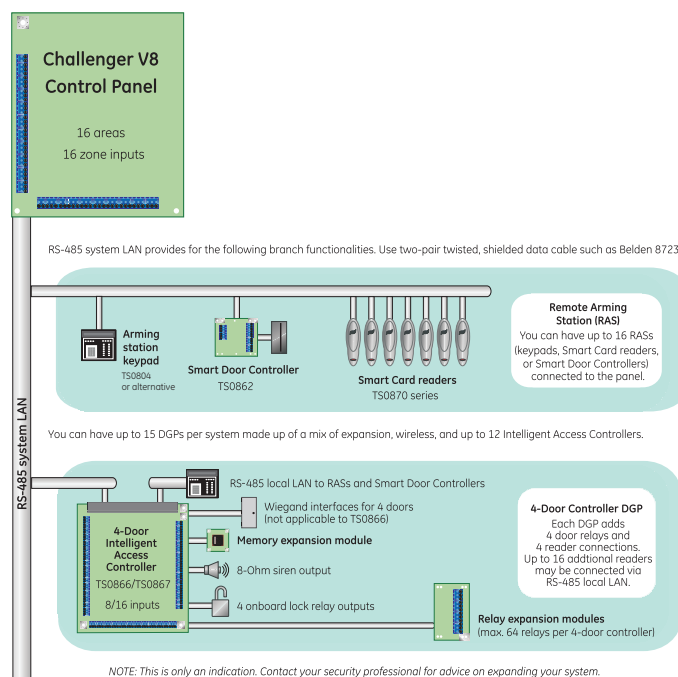 Challenger V8
Control Panel
16 areas
16 zone inputs
RS-485 system LAN provides for the following branch functionalities. Use two-pair twisted, shielded data cable such as Belden 8723
Arming
station
keypad
TS0804
or alternative
Smart Door Controller
TS0862
Smart Card readers
TS0870 series
Remote Arming
Station (RAS)
You can have up to 16 RASs
(keypads, Smart Card readers,
or Smart Door Controllers)
connected to the panel.
RS-485 system LAN
You can have up to 15 DGPs per system made up of a mix of expansion, wireless, and up to 12 Intelligent Access Controllers.
RS-485 local LAN to RASs and Smart Door Controllers
Wiegand interfaces for 4 doors
(not applicable to TS0866)
Memory expansion module
8-Ohm siren output
4 onboard lock relay outputs
4-Door
Intelligent
Access
Controller
TS0866/TS0867
8/16 inputs
4-Door Controller DGP
Each DGP adds
4 door relays and
4 reader connections.
Up to 16 addtional readers
may be connected via
RS-485 local LAN.
Relay expansion modules
(max. 64 relays per 4-door controller)
NOTE: This is only an indication. Contact your security professional for advice on expanding your system.